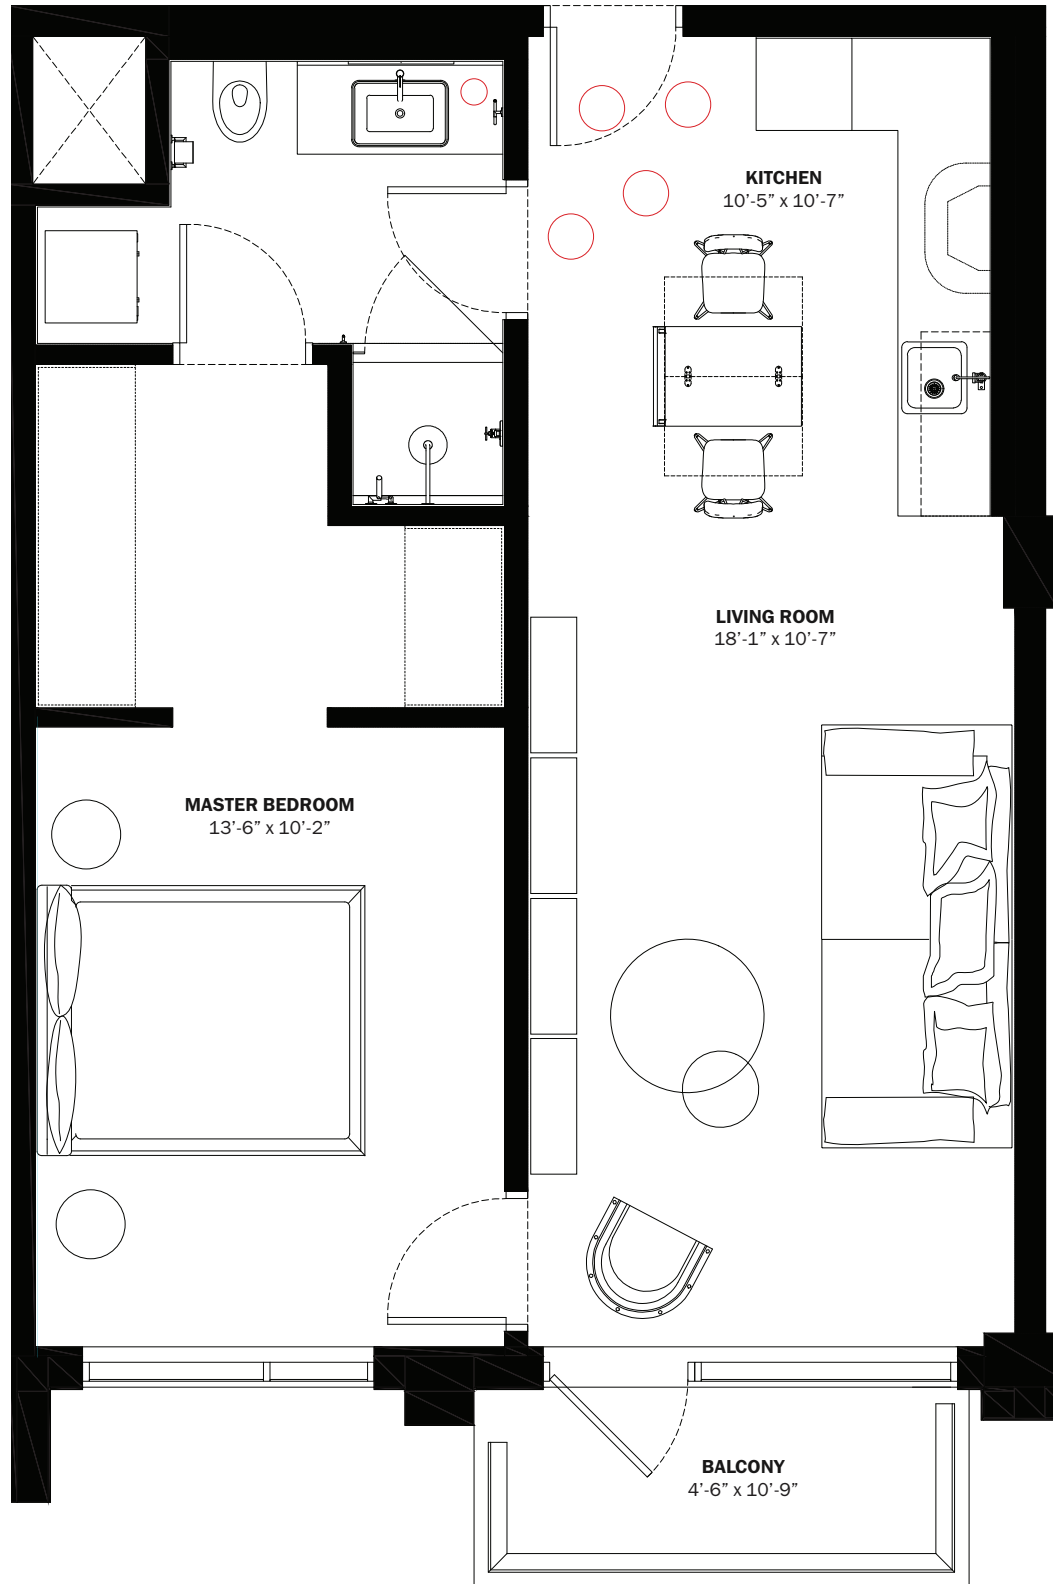 KITCHEN
10’-5” x 10’-7”
LIVING ROOM
18’-1” x 10’-7”
MASTER BEDROOM
13’-6” x 10’-2”
BALCONY
4’-6” x 10’-9”